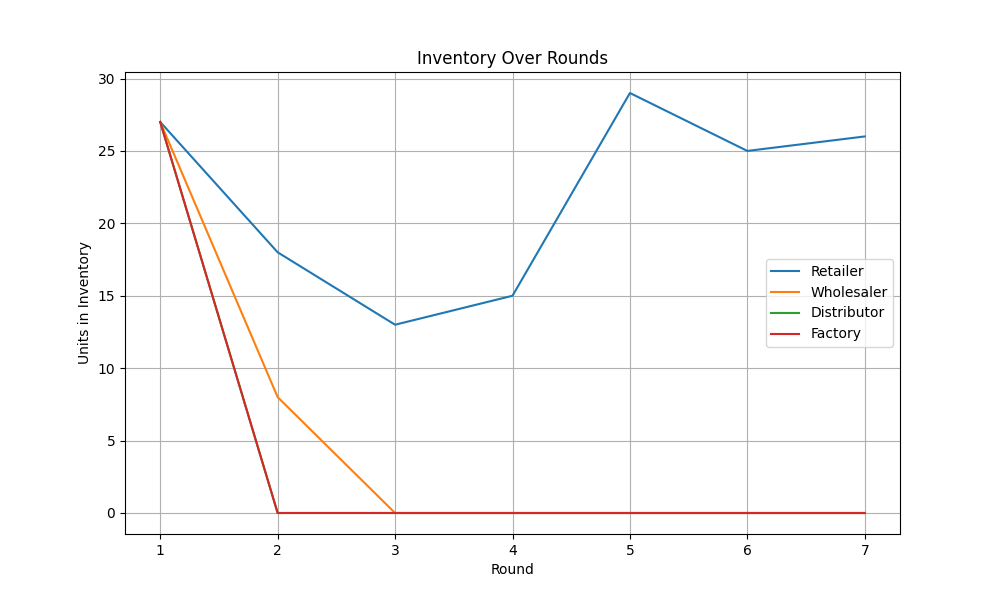 Inventory Over Rounds
Units in Inventory
30
25
20
15
10
5
0
Retailer
Wholesaler
Distributor
Factory
1 2 3 4 5 6 7
Round